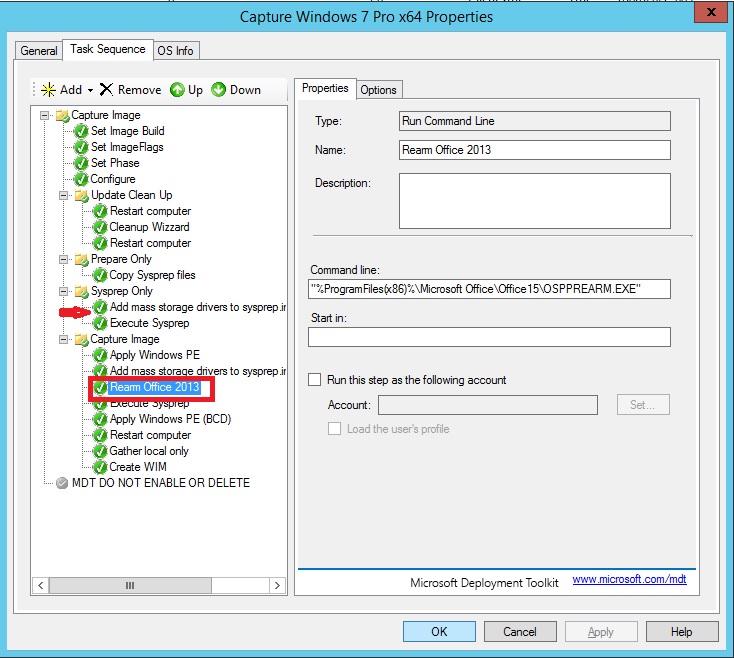 Capture Windows 7 Pro x64 Properties
x
General Task Sequence OS Info
Add Remove Up Down
Capture Image
Set Image Build
Set ImageFlags
Set Phase
Configure
Update Clean Up
Restart computer
Cleanup Wizzard
Restart computer
Prepare Only
Copy Sysprep files
Sysprep Only
Add mass storage drivers to sysprep.ir
Execute Sysprep
Capture Image
Apply Windows PE
Add mass storage drivers to sysprep.ir
Ream Office 2013
Execute Sysprep
Apply Windows PE (BCD)
Restart computer
Gather local only
Create WIM
MDT DO NOT ENABLE OR DELETE
Properties Options
Type: Run Command Line
Name: Ream Office 2013
Description:
Command line:
"%ProgramFiles(x86)%\Microsoft Office\Office15\OSPPREARM.EXE"
Start in:
Run this step as the following account
Account: Set...
Load the user's profile
Microsoft Deployment Toolkit www.microsoft.com/mdt
OK Cancel Apply Help